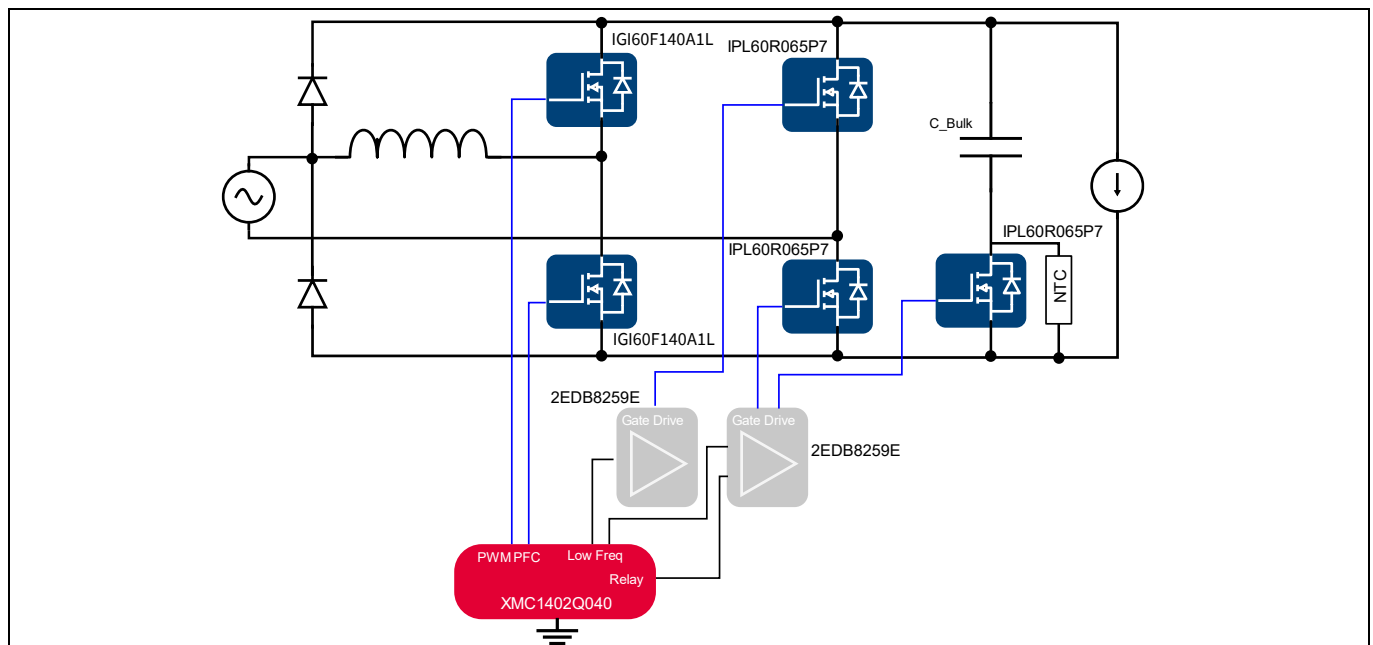 IGI60F140A1L
IPL60R065P7
C_Bulk
IPL60R065P7
IPL60R065P7
NTC
IGI60F140A1L
2EDB8259E
Gate Drive
Gate Drive
2EDB8259E
PWM PFC
Low Freq
Relay
XMC1402Q040